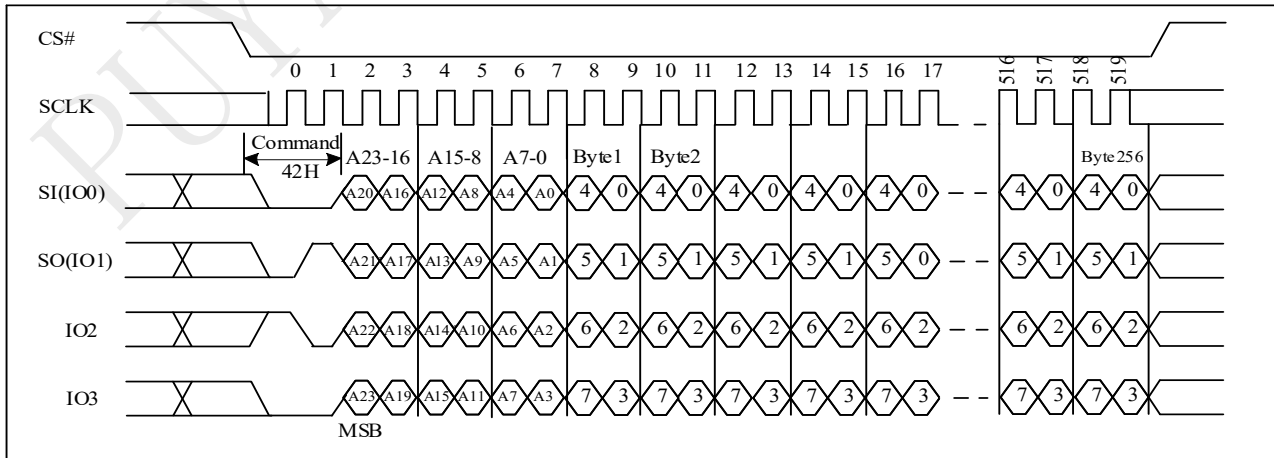 PUYA
CS#
0 1 2 3 4 5 6 7 8 9 10 11 12 13 14 15 16 17 516 517 518 519
SCLK
Command
42H
A23-16 A15-8 A7-0 Byte1 Byte2 Byte256
SI(IO0) A20 A16 A12 A8 A4 A0 4 0 4 0 4 0 4 0 4 0 4 0 4 0
SO(IO1) A21 A17 A13 A9 A5 A1 5 1 5 1 5 1 5 1 5 0 5 1 5 1
IO2 A22 A18 A14 A10 A6 A2 6 2 6 2 6 2 6 2 6 2 6 2 6 2
IO3 A23 A19 A15 A11 A7 A3 7 3 7 3 7 3 7 3 7 3 7 3 7 3
MSB